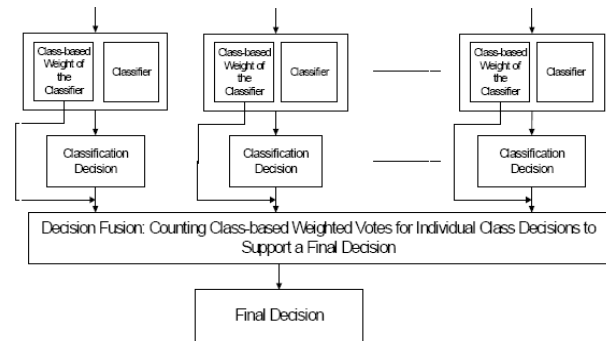 Class-based
Weight of
the
Classifier
Classifier
Class-based
Weight of
the
Classifier
Classifier
Class-based
Weight of
the
Classifier
Classifier
Classification
Decision
Classification
Decision
Classification
Decision
Decision Fusion: Counting Class-based Weighted Votes for Individual Class Decisions to
Support a Final Decision
Final Decision